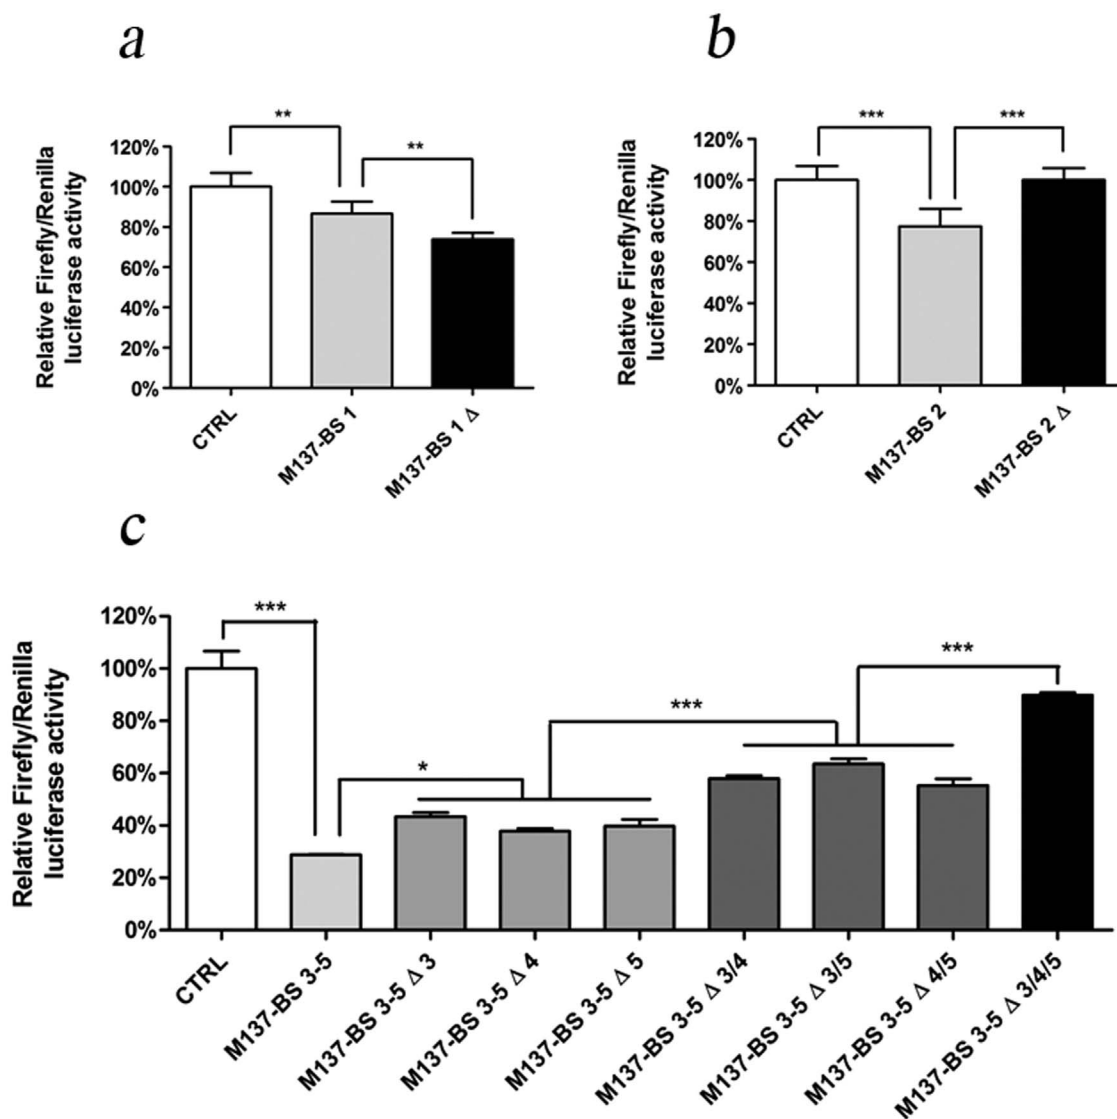 a
**
**
Relative Firefly/Renilla
luciferase activity
120%
100%
80%
60%
40%
20%
0%
CTRL
M137-BS 1
M137-BS 1 Δ
b
***
***
Relative Firefly/Renilla
luciferase activity
120%
100%
80%
60%
40%
20%
0%
CTRL
M137-BS 2
M137-BS 2 Δ
c
***
*
***
***
Relative Firefly/Renilla
luciferase activity
120%
100%
80%
60%
40%
20%
0%
CTRL
M137-BS 3-5
M137-BS 3-5 Δ 3
M137-BS 3-5 Δ 4
M137-BS 3-5 Δ 5
M137-BS 3-5 Δ 3/4
M137-BS 3-5 Δ 3/5
M137-BS 3-5 Δ 4/5
M137-BS 3-5 Δ 3/4/5